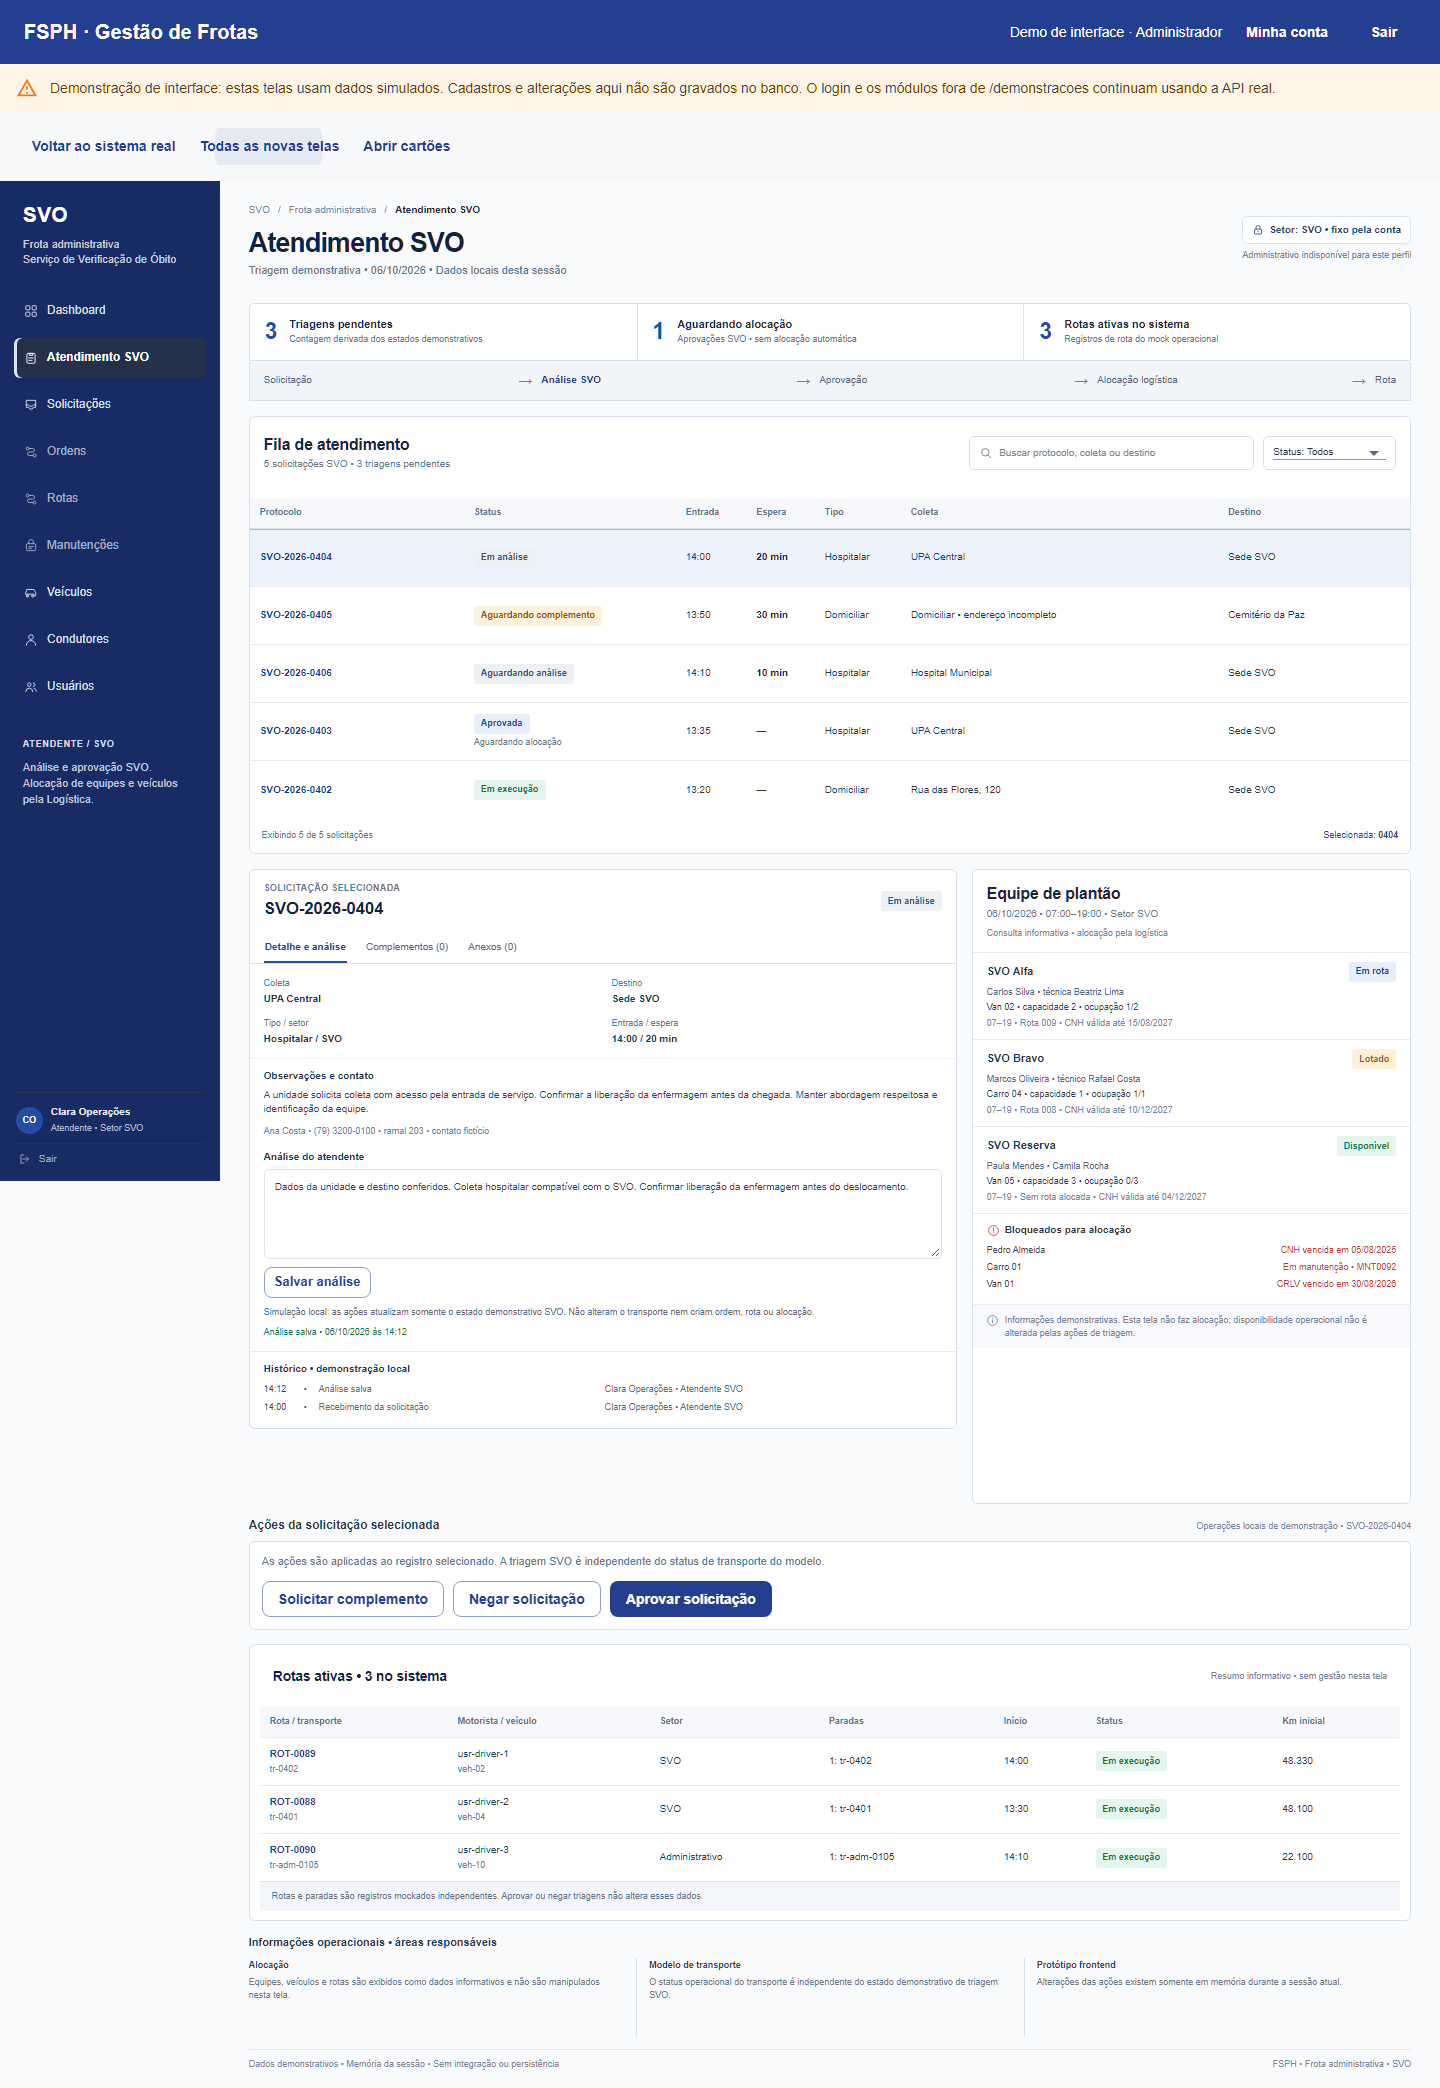 FSPH · Gestão de Frotas
Demo de interface · Administrador
Minha conta
Sair
Demonstração de interface: estas telas usam dados simulados. Cadastros e alterações aqui não são gravados no banco. O login e os módulos fora de /demonstracoes continuam usando a API real.
Voltar ao sistema real
Todas as novas telas
Abrir cartões
SVO
Frota administrativa
Serviço de Verificação de Óbito
Dashboard
Atendimento SVO
Solicitações
Ordens
Rotas
Manutenções
Veículos
Condutores
Usuários
ATENDENTE / SVO
Análise e aprovação SVO.
Alocação de equipes e veículos
pela Logística.
CO
Clara Operações
Atendente • Setor SVO
Sair
SVO / Frota administrativa / Atendimento SVO
Atendimento SVO
Triagem demonstrativa • 06/10/2026 • Dados locais desta sessão
Setor: SVO • fixo pela conta
Administrativo indisponível para este perfil
3
Triagens pendentes
Contagem derivada dos estados demonstrativos
1
Aguardando alocação
Aprovações SVO • sem alocação automática
3
Rotas ativas no sistema
Registros de rota do mock operacional
Solicitação → Análise SVO → Aprovação → Alocação logística → Rota
Fila de atendimento
5 solicitações SVO • 3 triagens pendentes
Buscar protocolo, coleta ou destino
Status: Todos
Protocolo Status Entrada Espera Tipo Coleta Destino
SVO-2026-0404 Em análise 14:00 20 min Hospitalar UPA Central Sede SVO
SVO-2026-0405 Aguardando complemento 13:50 30 min Domiciliar Domiciliar • endereço incompleto Cemitério da Paz
SVO-2026-0406 Aguardando análise 14:10 10 min Hospitalar Hospital Municipal Sede SVO
SVO-2026-0403 Aprovada 13:35 — Hospitalar UPA Central Sede SVO
Aguardando alocação
SVO-2026-0402 Em execução 13:20 — Domiciliar Rua das Flores, 120 Sede SVO
Exibindo 5 de 5 solicitações
Selecionada: 0404
SOLICITAÇÃO SELECIONADA
SVO-2026-0404
Em análise
Detalhe e análise
Complementos (0)
Anexos (0)
Coleta
UPA Central
Destino
Sede SVO
Tipo / setor
Hospitalar / SVO
Entrada / espera
14:00 / 20 min
Observações e contato
A unidade solicita coleta com acesso pela entrada de serviço. Confirmar a liberação da enfermagem antes da chegada. Manter abordagem respeitosa e
identificação da equipe.
Ana Costa • (79) 3200-0100 • ramal 203 • contato fictício
Análise do atendente
Dados da unidade e destino conferidos. Coleta hospitalar compatível com o SVO. Confirmar liberação da enfermagem antes do deslocamento.
Salvar análise
Simulação local: as ações atualizam somente o estado demonstrativo SVO. Não alteram o transporte nem criam ordem, rota ou alocação.
Análise salva • 06/10/2026 às 14:12
Histórico • demonstração local
14:12 • Análise salva Clara Operações • Atendente SVO
14:00 • Recebimento da solicitação Clara Operações • Atendente SVO
Equipe de plantão
06/10/2026 • 07:00–19:00 • Setor SVO
Consulta informativa • alocação pela logística
SVO Alfa
Em rota
Carlos Silva • técnica Beatriz Lima
Van 02 • capacidade 2 • ocupação 1/2
07–19 • Rota 009 • CNH válida até 15/08/2027
SVO Bravo
Lotado
Marcos Oliveira • técnico Rafael Costa
Carro 04 • capacidade 1 • ocupação 1/1
07–19 • Rota 008 • CNH válida até 10/12/2027
SVO Reserva
Disponível
Paula Mendes • Camila Rocha
Van 05 • capacidade 3 • ocupação 0/3
07–19 • Sem rota alocada • CNH válida até 04/12/2027
Bloqueados para alocação
Pedro Almeida CNH vencida em 05/08/2025
Carro 01 Em manutenção • MNT0092
Van 01 CRLV vencido em 30/08/2026
Informações demonstrativas. Esta tela não faz alocação; disponibilidade operacional não é
alterada pelas ações de triagem.
Ações da solicitação selecionada
Operações locais de demonstração • SVO-2026-0404
As ações são aplicadas ao registro selecionado. A triagem SVO é independente do status de transporte do modelo.
Solicitar complemento
Negar solicitação
Aprovar solicitação
Rotas ativas • 3 no sistema
Resumo informativo • sem gestão nesta tela
Rota / transporte Motorista / veículo Setor Paradas Início Status Km inicial
ROT-0089 usr-driver-1 SVO 1: tr-0402 14:00 Em execução 48.330
tr-0402 veh-02
ROT-0088 usr-driver-2 SVO 1: tr-0401 13:30 Em execução 48.100
tr-0401 veh-04
ROT-0090 usr-driver-3 Administrativo 1: tr-adm-0105 14:10 Em execução 22.100
tr-adm-0105 veh-10
Rotas e paradas são registros mockados independentes. Aprovar ou negar triagens não altera esses dados.
Informações operacionais • áreas responsáveis
Alocação
Equipes, veículos e rotas são exibidos como dados informativos e não são manipulados
nesta tela.
Modelo de transporte
O status operacional do transporte é independente do estado demonstrativo de triagem
SVO.
Protótipo frontend
Alterações das ações existem somente em memória durante a sessão atual.
Dados demonstrativos • Memória da sessão • Sem integração ou persistência
FSPH • Frota administrativa • SVO